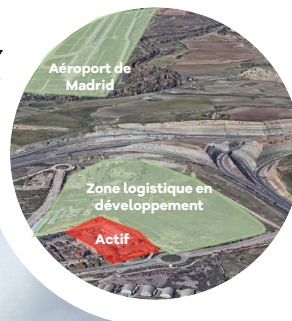 Aéroport de
Madrid
Zone logistique en
développement
Actif